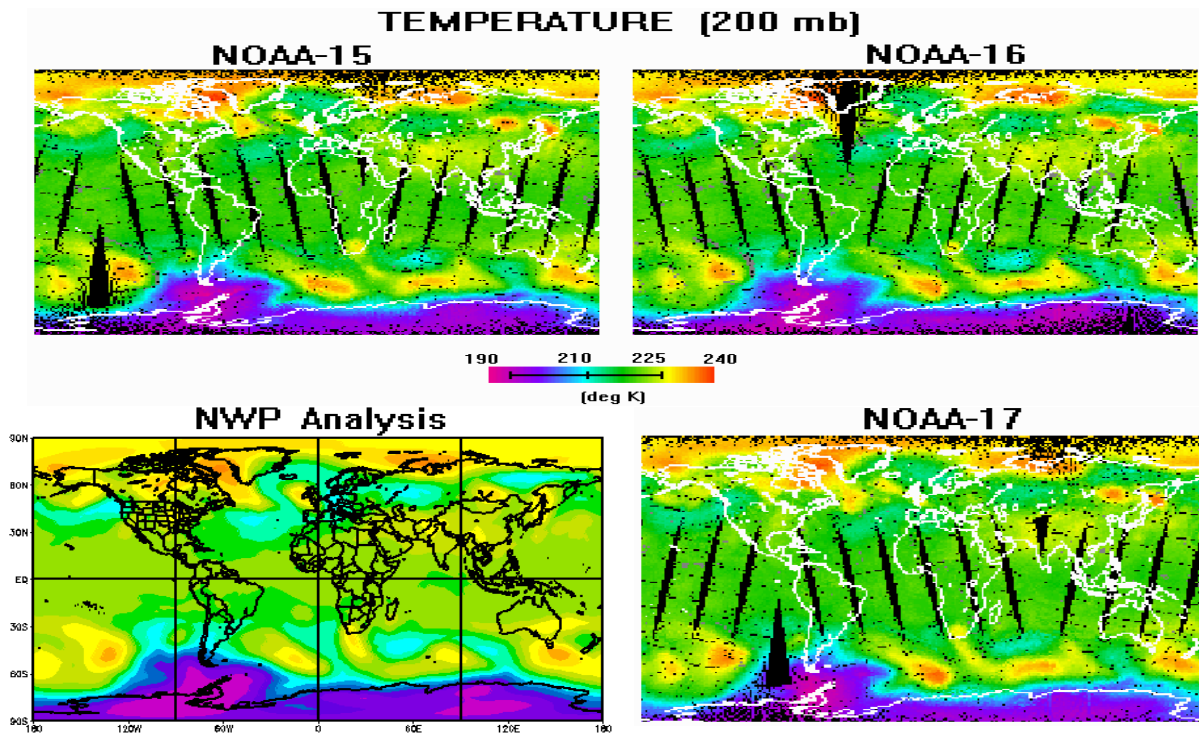 TEMPERATURE (200 mb)
NOAA-15
NOAA-16
190 210 225 240
(deg K)
NWP Analysis
NOAA-17
90N
60N
30N
EQ
30S
60S
90S
180 120W 60W 0 60E 120E 180